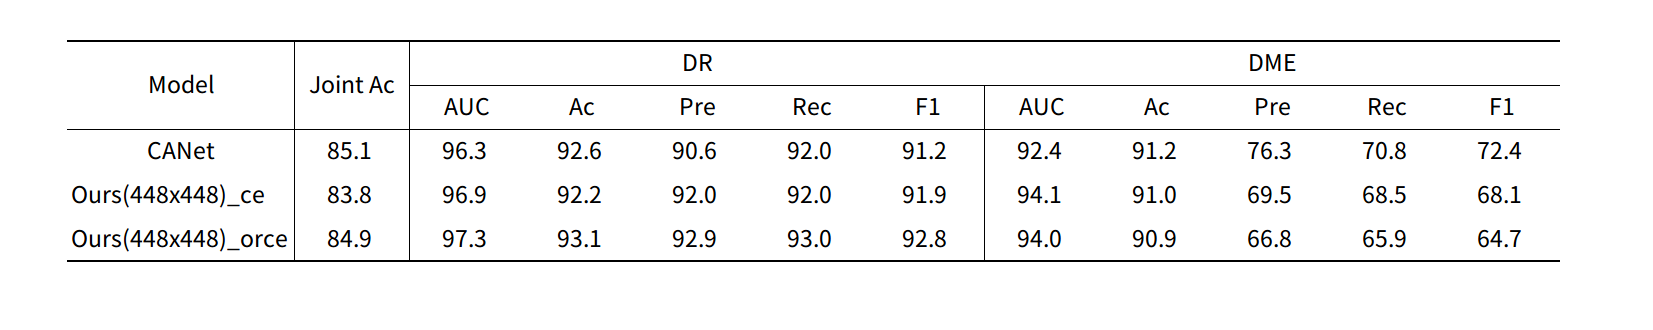 Model Joint Ac DR DME
AUC Ac Pre Rec F1 AUC Ac Pre Rec F1
CANet 85.1 96.3 92.6 90.6 92.0 91.2 92.4 91.2 76.3 70.8 72.4
Ours(448x448)_ce 83.8 96.9 92.2 92.0 92.0 91.9 94.1 91.0 69.5 68.5 68.1
Ours(448x448)_orce 84.9 97.3 93.1 92.9 93.0 92.8 94.0 90.9 66.8 65.9 64.7